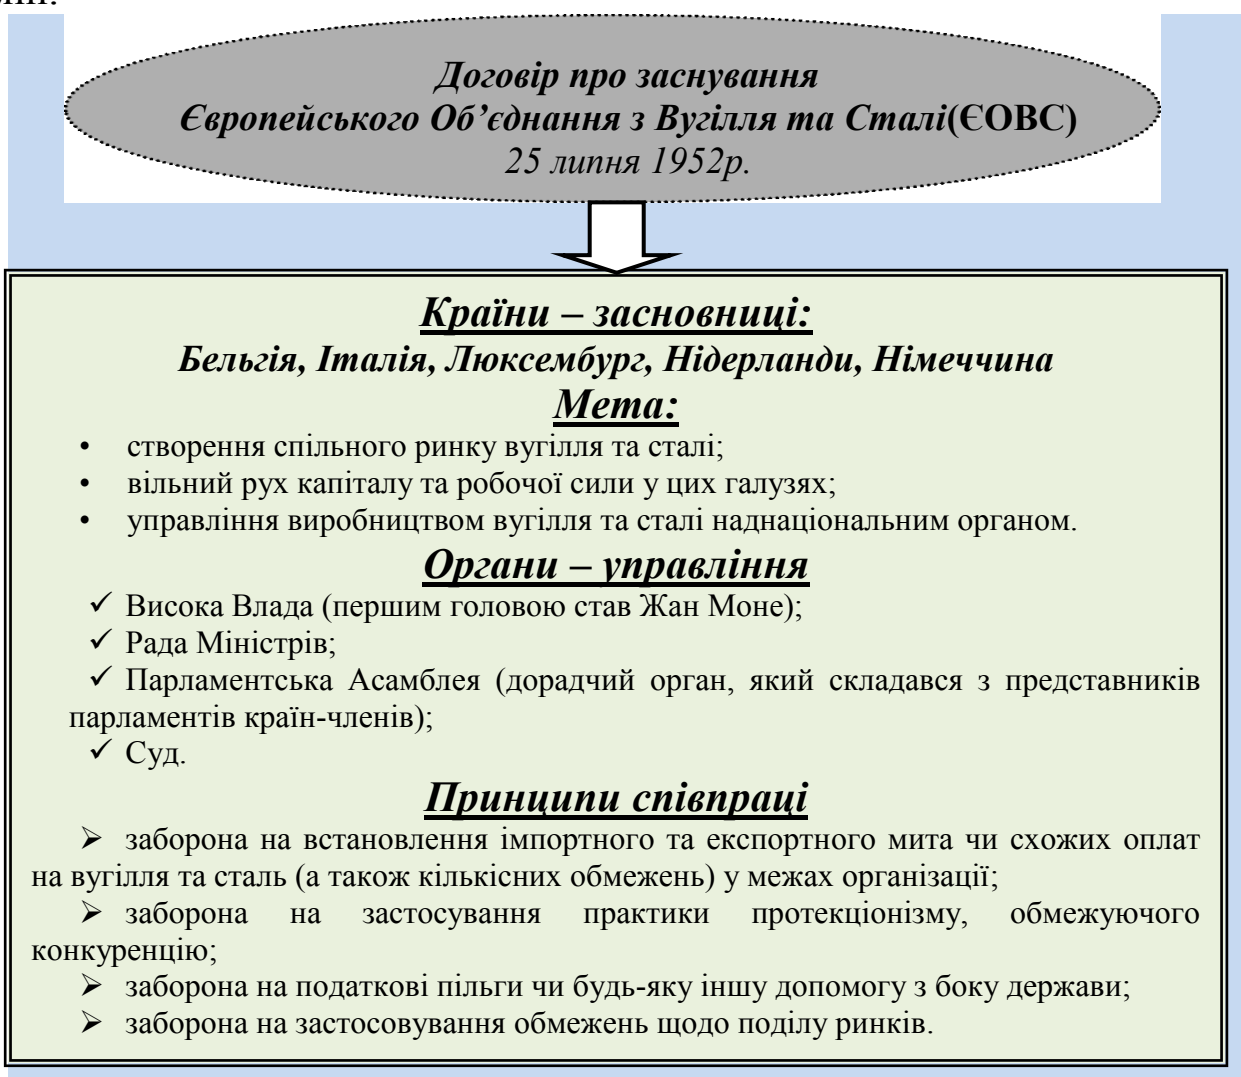 Договір про заснування
Європейського Об’єднання з Вугілля та Сталі(ЄОВС)
25 липня 1952р.
Країни – засновниці:
Бельгія, Італія, Люксембург, Нідерланди, Німеччина
Мета:
• створення спільного ринку вугілля та сталі;
• вільний рух капіталу та робочої сили у цих галузях;
• управління виробництвом вугілля та сталі наднаціональним органом.
Органи – управління
✓ Висока Влада (першим головою став Жан Моне);
✓ Рада Міністрів;
✓ Парламентська Асамблея (дорадчий орган, який складався з представників
парламентів країн-членів);
✓ Суд.
Принципи співпраці
➢ заборона на встановлення імпортного та експортного мита чи схожих оплат
на вугілля та сталь (а також кількісних обмежень) у межах організації;
➢ заборона на застосування практики протекціонізму, обмежуючого
конкуренцію;
➢ заборона на податкові пільги чи будь-яку іншу допомогу з боку держави;
➢ заборона на застосовування обмежень щодо поділу ринків.